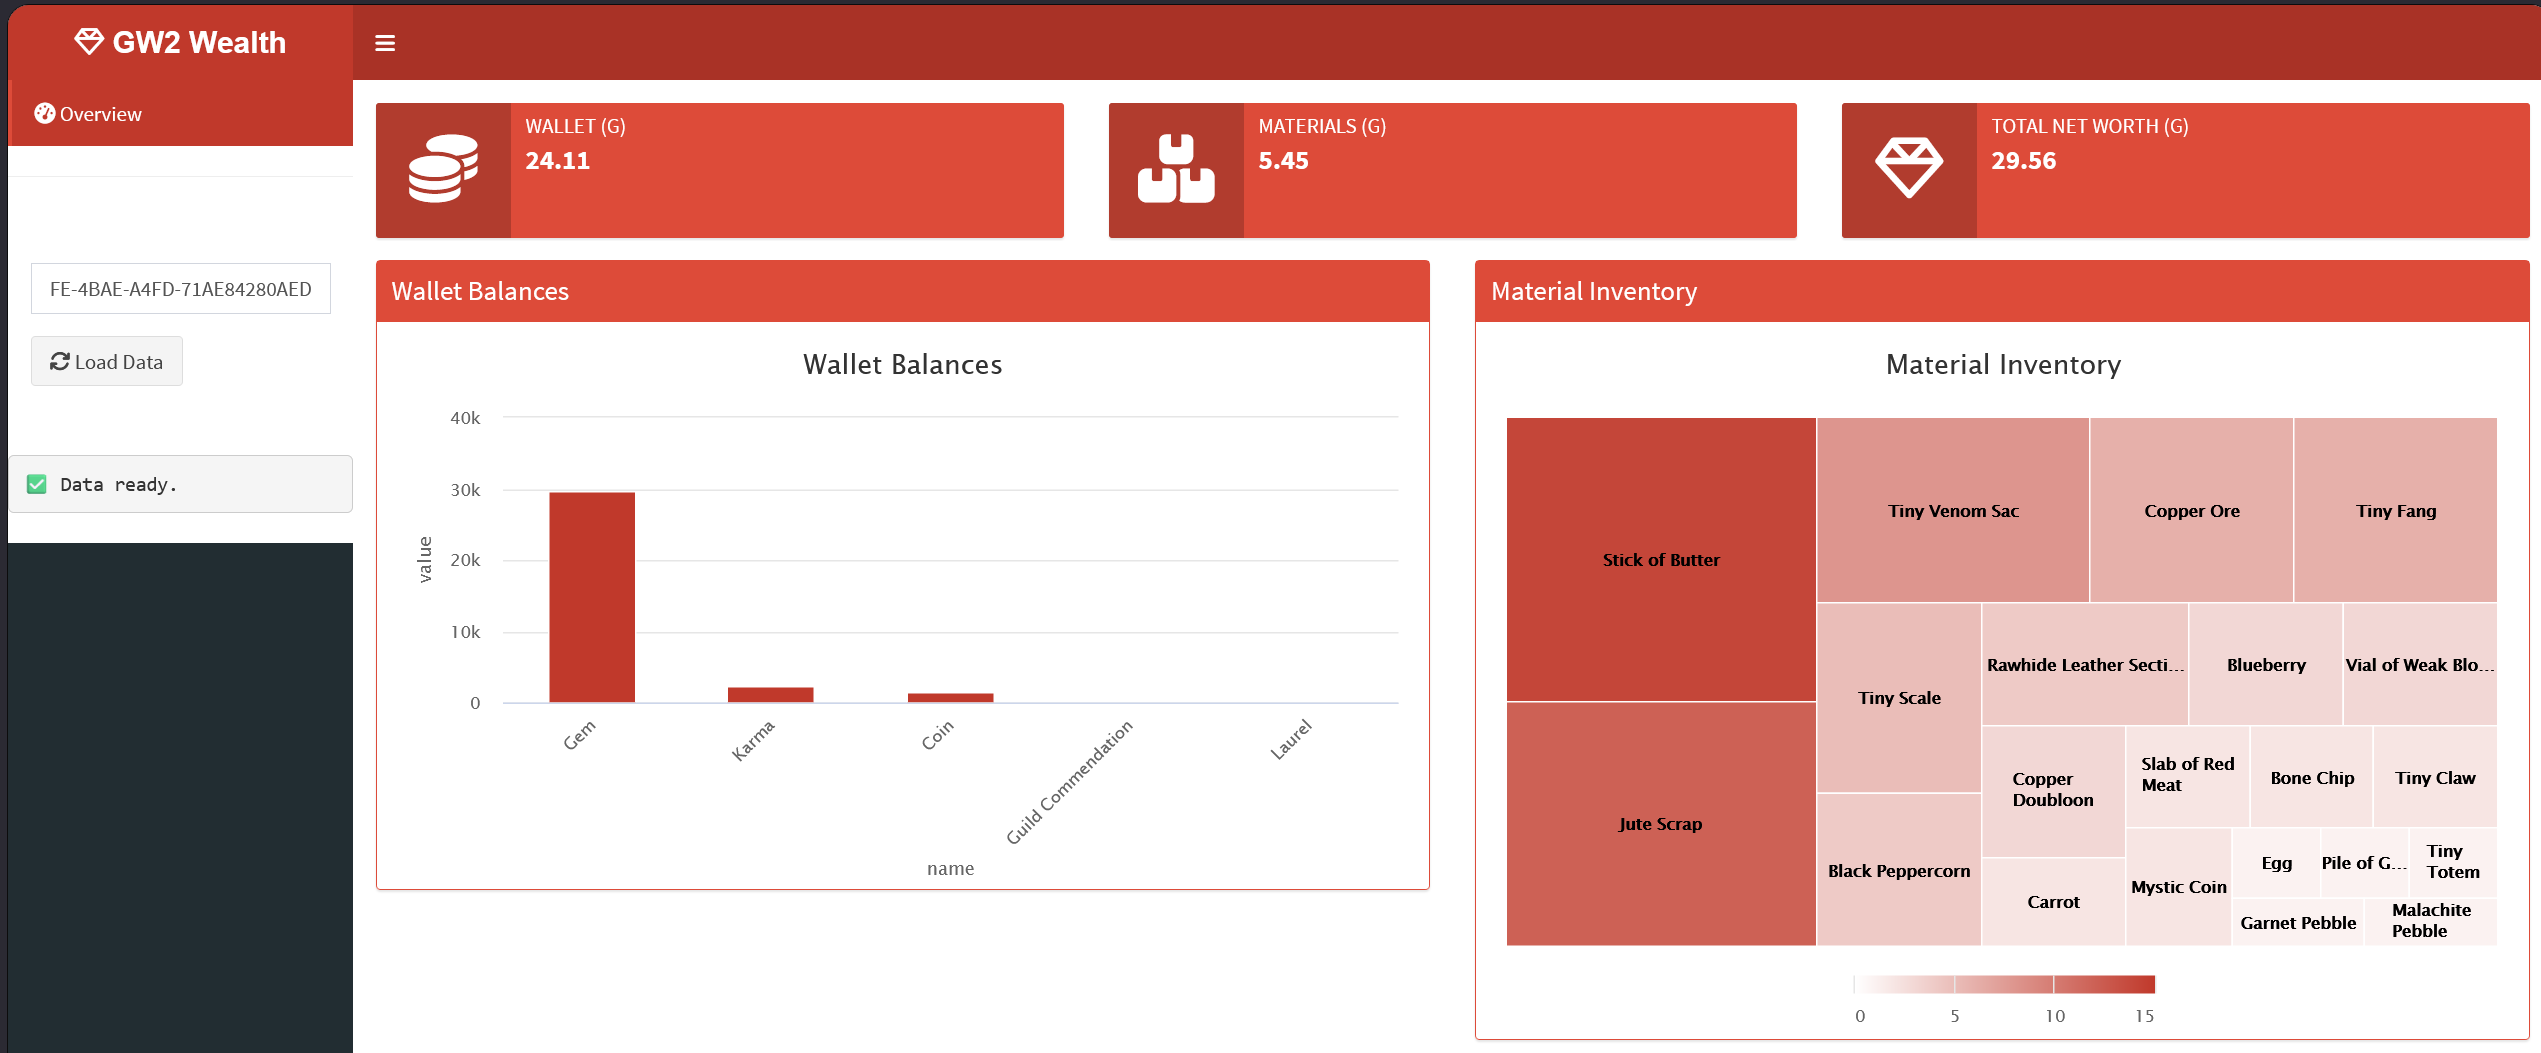 GW2 Wealth
Overview
FE-4BAE-A4FD-71AE84280AED
Load Data
Data ready.
WALLET (G)
24.11
MATERIALS (G)
5.45
TOTAL NET WORTH (G)
29.56
Wallet Balances
Wallet Balances
40k
30k
20k
10k
0
value
Gem
Karma
Coin
Guild Commendation
Laurel
name
Material Inventory
Material Inventory
Stick of Butter
Jute Scrap
Tiny Venom Sac
Copper Ore
Tiny Fang
Tiny Scale
Black Peppercorn
Rawhide Leather Secti...
Blueberry
Vial of Weak Blo...
Copper
Doubloon
Carrot
Slab of Red
Meat
Bone Chip
Tiny Claw
Mystic Coin
Egg
Pile of G...
Tiny
Totem
Garnet Pebble
Malachite
Pebble
0
5
10
15